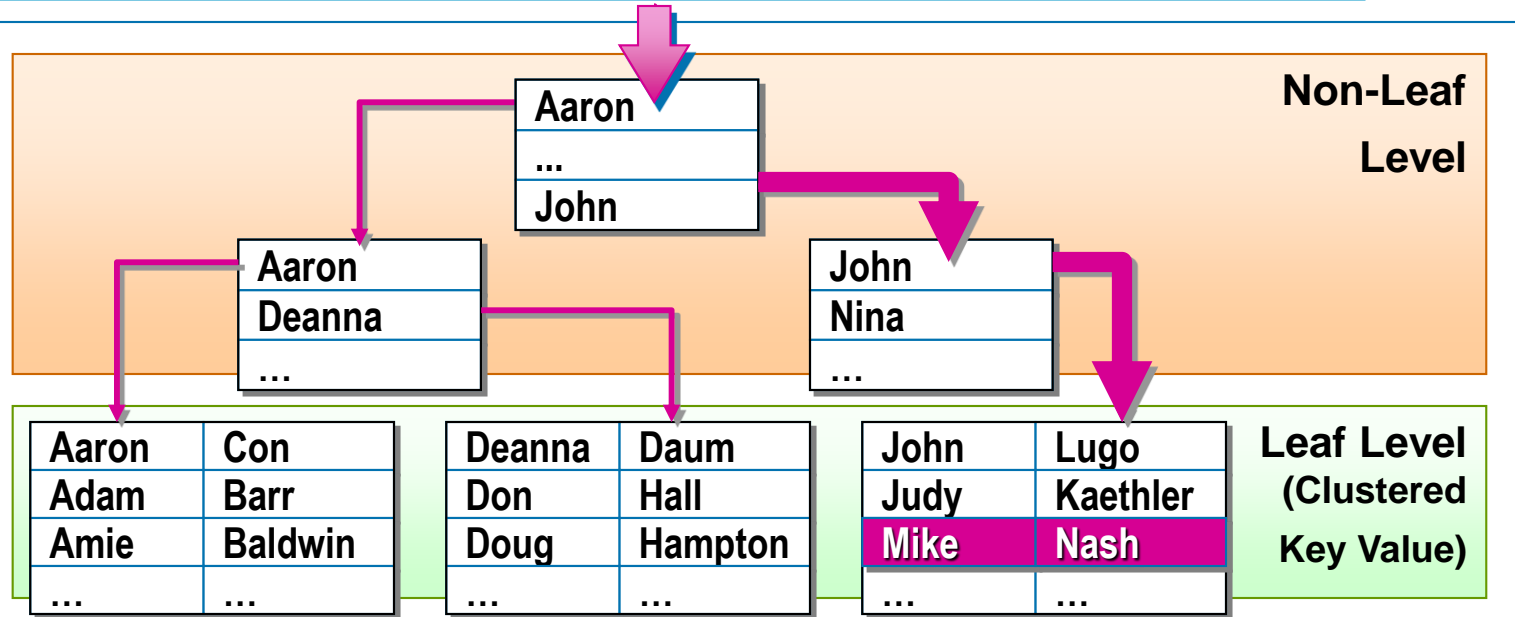 Non-Leaf
Level
Aaron
...
John
Aaron
Deanna
…
John
Nina
…
Leaf Level
(Clustered
Key Value)
Aaron Con
Adam Barr
Amie Baldwin
… …
Deanna Daum
Don Hall
Doug Hampton
… …
John Lugo
Judy Kaethler
Mike Nash
… …